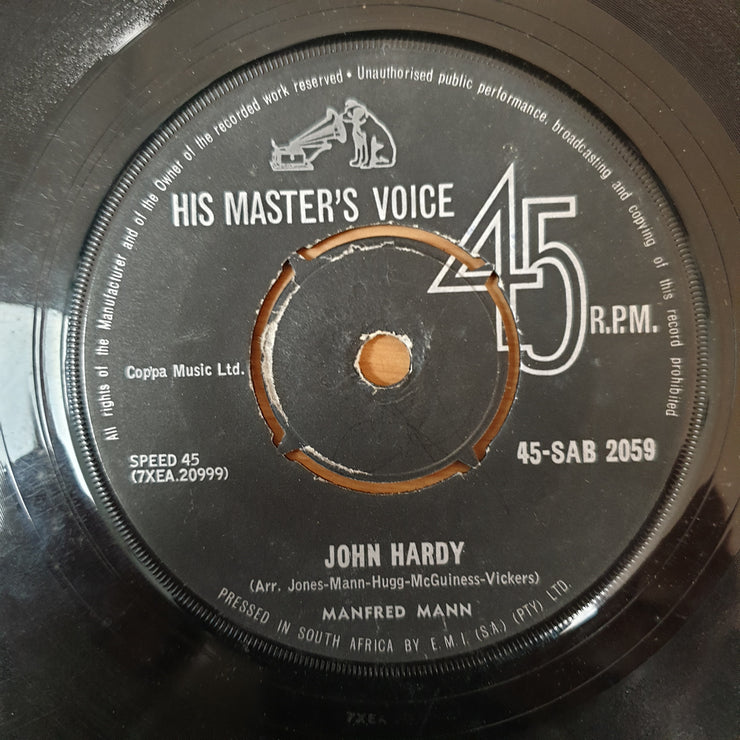 All rights of the Manufacturer and of the Owner of the recorded work reserved • Unauthorised public performance, broadcasting and copying of this record prohibited
HIS MASTER'S VOICE
45
R.P.M.
Coppa Music Ltd.
SPEED 45
(7XEA.20999)
45-SAB 2059
JOHN HARDY
(Arr. Jones-Mann-Hugg-McGuiness-Vickers)
MANFRED MANN
PRESSED IN SOUTH AFRICA BY E.M.I. (S.A.) (PTY) LTD.
7XEA